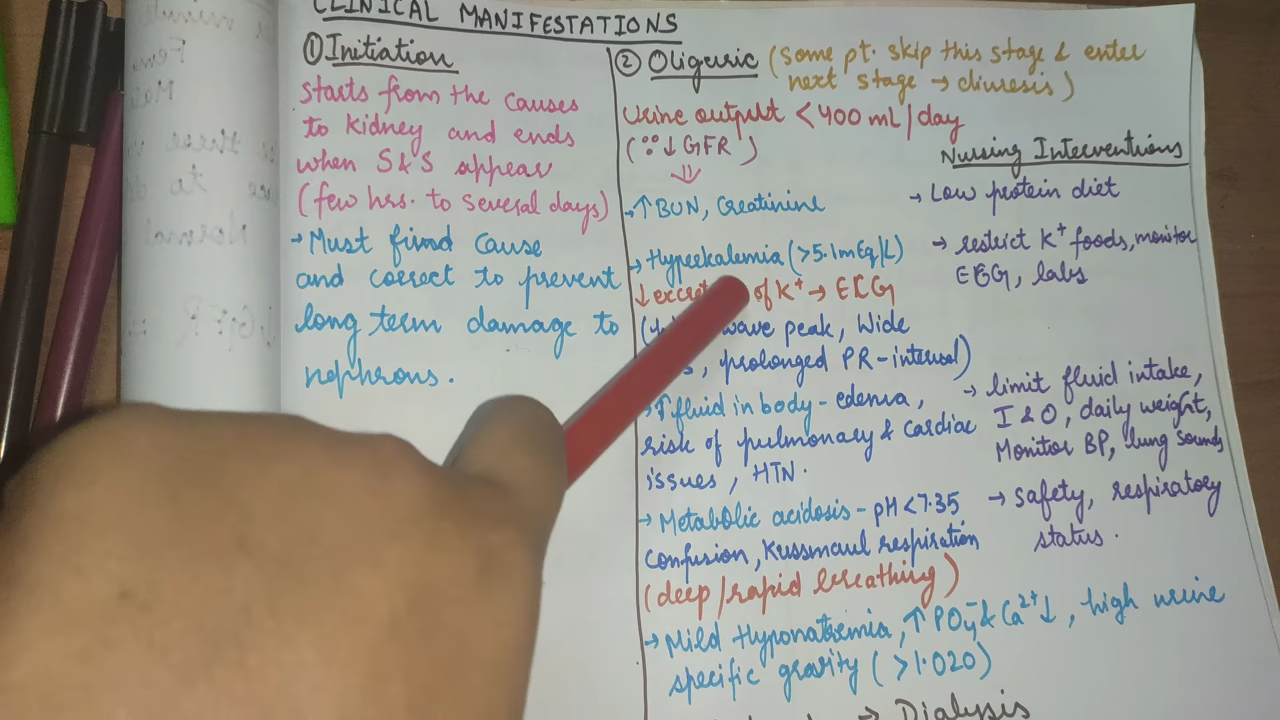 CLINICAL MANIFESTATIONS
① Initiation
Starts from the causes
to kidney and ends
when S&S appear
(few hrs. to several days)
→ Must find cause
and correct to prevent
long term damage to
nephrons.
② Oliguric (some pt. skip this stage & enter
next stage → diuresis)
Urine output < 400 mL/day
(∵ ↓ GFR)
⇓
→ ↑ BUN, Creatinine
→ Hyperkalemia (>5.1mEq/L)
↓ of K⁺ → ECG
wave peak, Wide
, prolonged PR-interval)
→ ↑ fluid in body - edema,
risk of pulmonary & cardiac
issues, HTN.
→ Metabolic acidosis - pH < 7.35
confusion, Kussmaul respiration
(deep/rapid breathing)
→ Mild Hyponatremia, ↑ PO₄⁻ & Ca²⁺ ↓, high urine
specific gravity (>1.020)
→ Dialysis
Nursing Interventions
→ Low protein diet
→ restrict K⁺ foods, monitor
ECG, labs
→ limit fluid intake,
I & O, daily weight,
Monitor BP, lung sounds
→ Safety, respiratory
status.
Normal